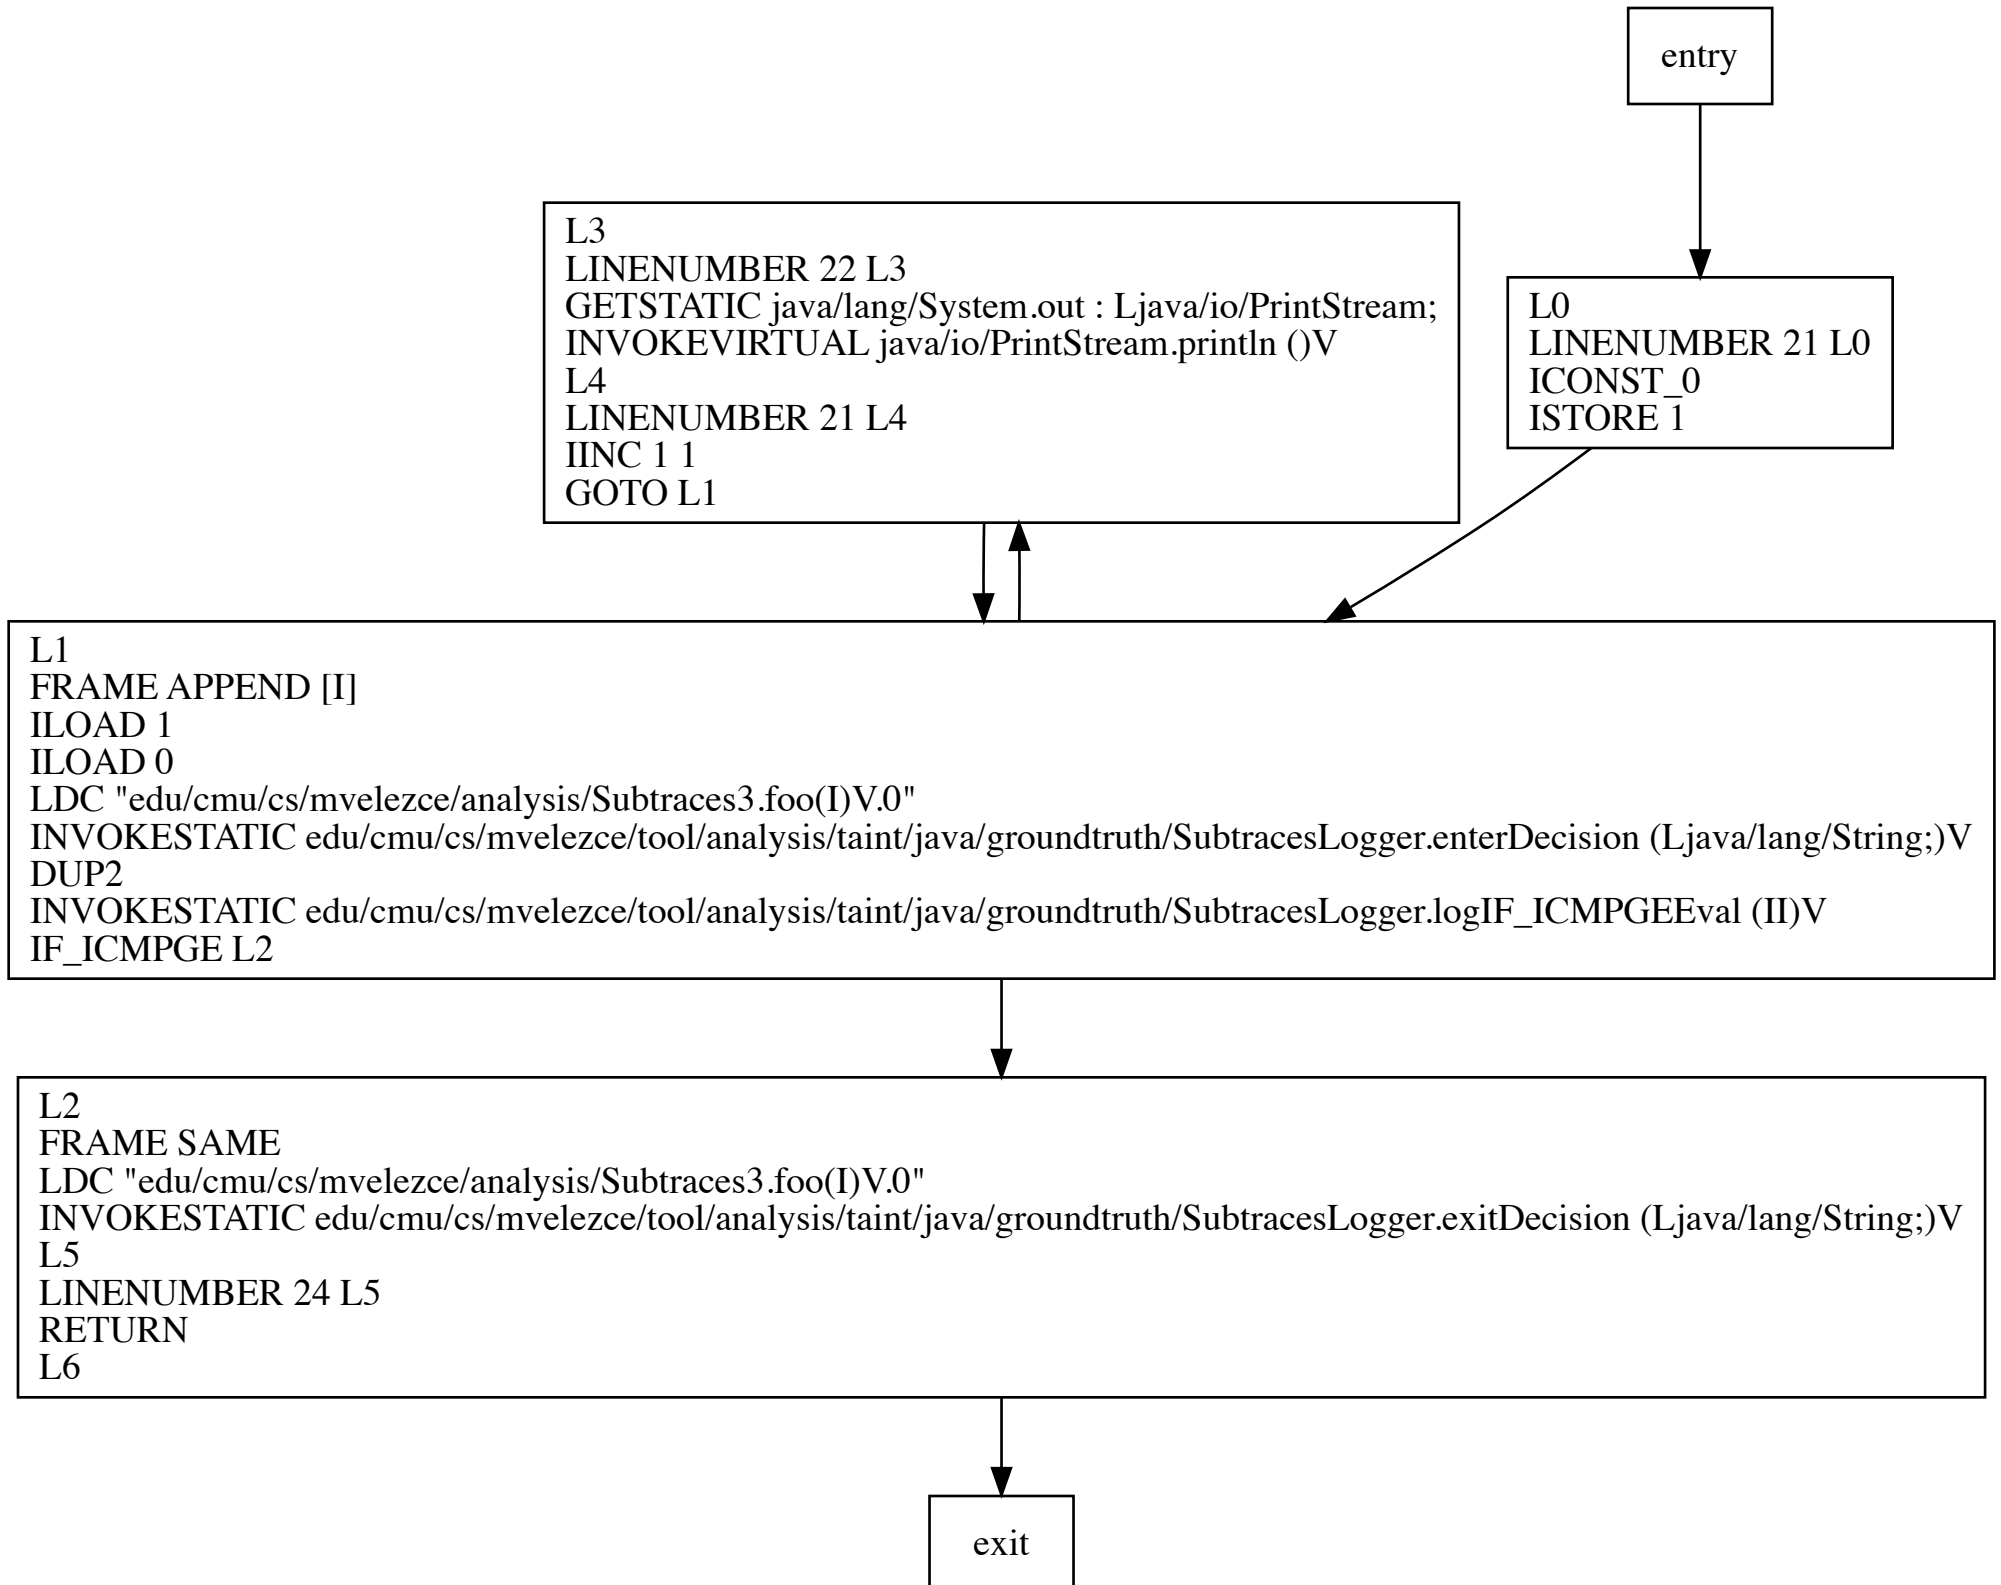 entry
L3
LINENUMBER 22 L3
GETSTATIC java/lang/System.out : Ljava/io/PrintStream;
INVOKEVIRTUAL java/io/PrintStream.println ()V
L4
LINENUMBER 21 L4
IINC 1 1
GOTO L1
L0
LINENUMBER 21 L0
ICONST_0
ISTORE 1
L1
FRAME APPEND [I]
ILOAD 1
ILOAD 0
LDC "edu/cmu/cs/mvelezce/analysis/Subtraces3.foo(I)V.0"
INVOKESTATIC edu/cmu/cs/mvelezce/tool/analysis/taint/java/groundtruth/SubtracesLogger.enterDecision (Ljava/lang/String;)V
DUP2
INVOKESTATIC edu/cmu/cs/mvelezce/tool/analysis/taint/java/groundtruth/SubtracesLogger.logIF_ICMPGEEval (II)V
IF_ICMPGE L2
L2
FRAME SAME
LDC "edu/cmu/cs/mvelezce/analysis/Subtraces3.foo(I)V.0"
INVOKESTATIC edu/cmu/cs/mvelezce/tool/analysis/taint/java/groundtruth/SubtracesLogger.exitDecision (Ljava/lang/String;)V
L5
LINENUMBER 24 L5
RETURN
L6
exit